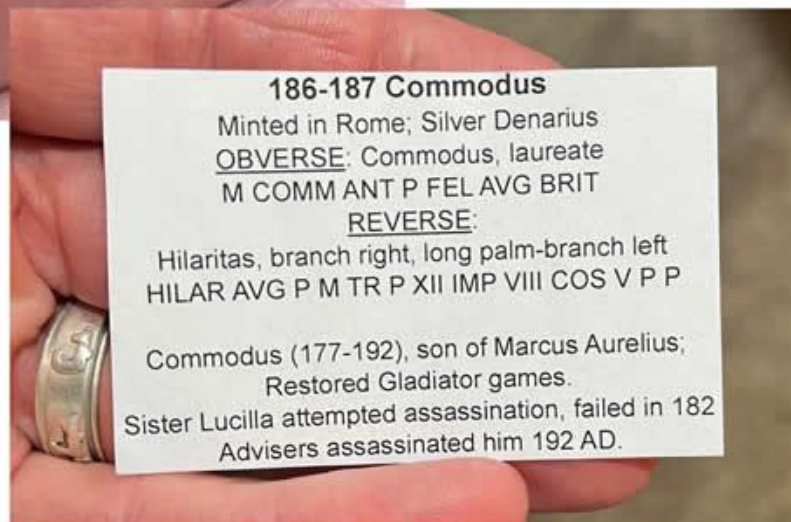 186-187 Commodus
Minted in Rome; Silver Denarius
OBVERSE: Commodus, laureate
M COMM ANT P FEL AVG BRIT
REVERSE:
Hilaritas, branch right, long palm-branch left
HILAR AVG P M TR P XII IMP VIII COS V P P
Commodus (177-192), son of Marcus Aurelius;
Restored Gladiator games.
Sister Lucilla attempted assassination, failed in 182
Advisers assassinated him 192 AD.